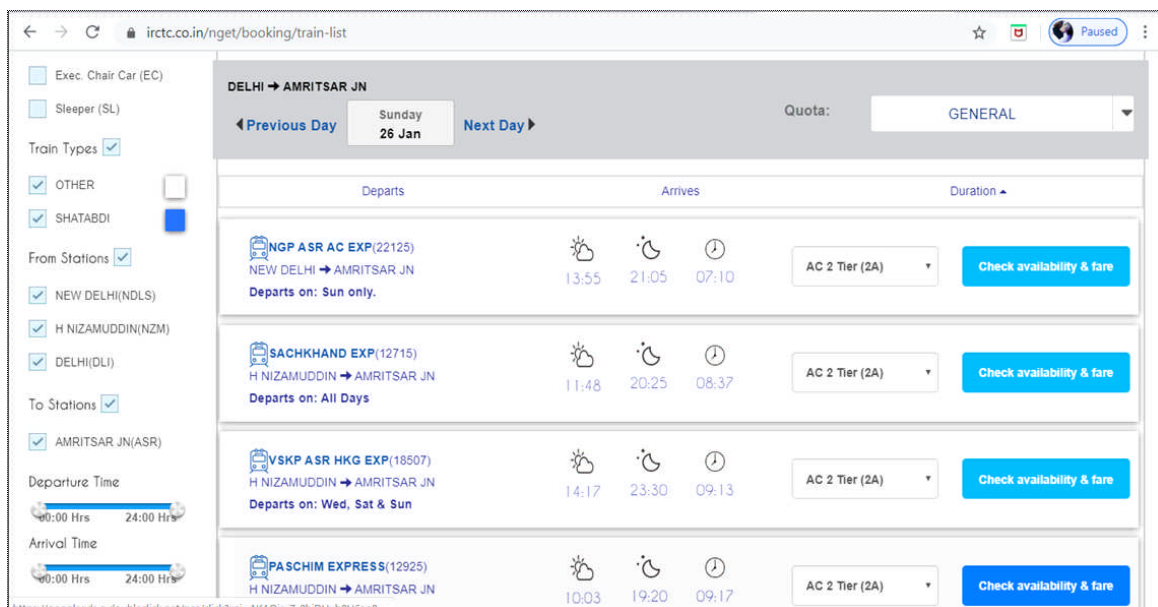 irctc.co.in/nget/booking/train-list
Paused
Exec. Chair Car (EC)
Sleeper (SL)
Train Types
OTHER
SHATABDI
From Stations
NEW DELHI(NDLS)
H NIZAMUDDIN(NZM)
DELHI(DLI)
To Stations
AMRITSAR JN(ASR)
Departure Time
00:00 Hrs 24:00 Hrs
Arrival Time
00:00 Hrs 24:00 Hrs
DELHI ➔ AMRITSAR JN
Previous Day
Sunday
26 Jan
Next Day
Quota:
GENERAL
Departs Arrives Duration
NGP ASR AC EXP(22125)
NEW DELHI ➔ AMRITSAR JN
Departs on: Sun only.
13:55 21:05 07:10
AC 2 Tier (2A)
Check availability & fare
SACHKHAND EXP(12715)
H NIZAMUDDIN ➔ AMRITSAR JN
Departs on: All Days
11:48 20:25 08:37
AC 2 Tier (2A)
Check availability & fare
VSKP ASR HKG EXP(18507)
H NIZAMUDDIN ➔ AMRITSAR JN
Departs on: Wed, Sat & Sun
14:17 23:30 09:13
AC 2 Tier (2A)
Check availability & fare
PASCHIM EXPRESS(12925)
H NIZAMUDDIN ➔ AMRITSAR JN
10:03 19:20 09:17
AC 2 Tier (2A)
Check availability & fare